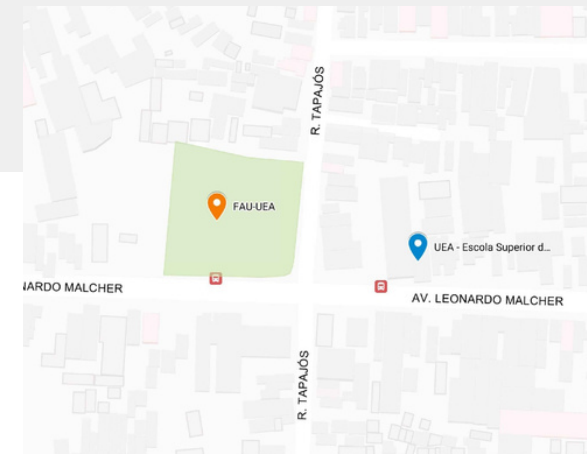 R. TAPAJÓS
FAU-UEA
UEA - Escola Superior d...
NARDO MALCHER
AV. LEONARDO MALCHER
R. TAPAJÓS